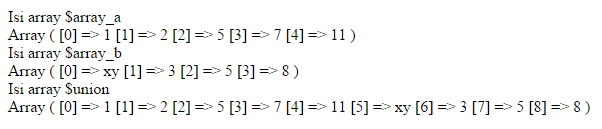 Isi array $array_a
Array ( [0] => 1 [1] => 2 [2] => 5 [3] => 7 [4] => 11 )
Isi array $array_b
Array ( [0] => xy [1] => 3 [2] => 5 [3] => 8 )
Isi array $union
Array ( [0] => 1 [1] => 2 [2] => 5 [3] => 7 [4] => 11 [5] => xy [6] => 3 [7] => 5 [8] => 8 )